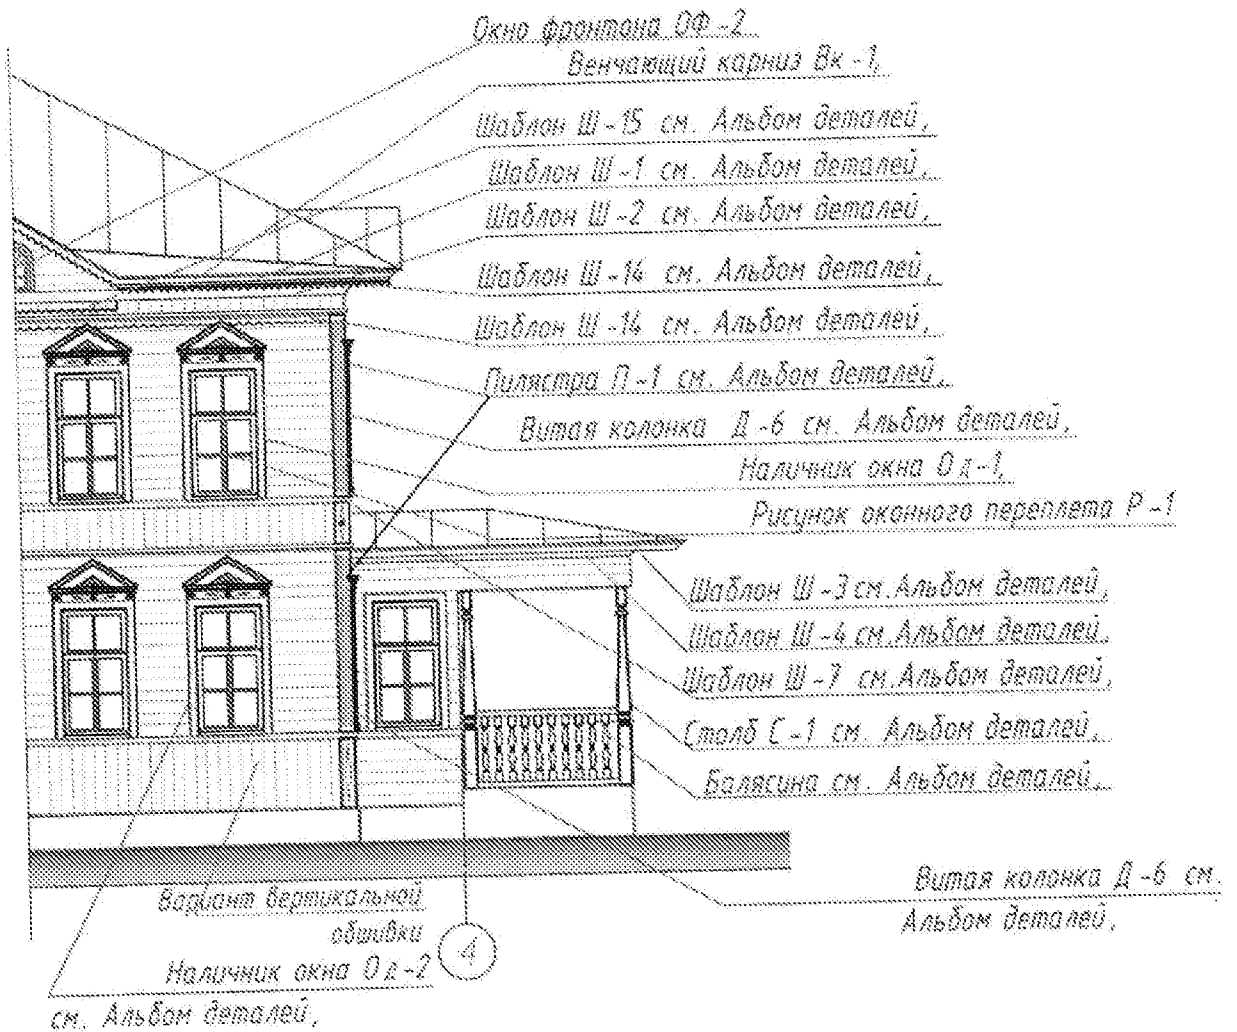 Окно фронтона ОФ-2
Венчающий карниз Вк-1,
Шаблон Ш-15 см. Альбом деталей,
Шаблон Ш-1 см. Альбом деталей,
Шаблон Ш-2 см. Альбом деталей,
Шаблон Ш-14 см. Альбом деталей,
Шаблон Ш-14 см. Альбом деталей,
Пилястра П-1 см. Альбом деталей,
Витая колонка Д-6 см. Альбом деталей,
Наличник окна Од-1,
Рисунок оконного переплета Р-1
Шаблон Ш-3 см. Альбом деталей,
Шаблон Ш-4 см. Альбом деталей,
Шаблон Ш-7 см. Альбом деталей,
Столб С-1 см. Альбом деталей,
Балясина см. Альбом деталей,
Витая колонка Д-6 см.
Альбом деталей,
Вариант вертикальной
обшивки
4
Наличник окна Од-2
см. Альбом деталей,